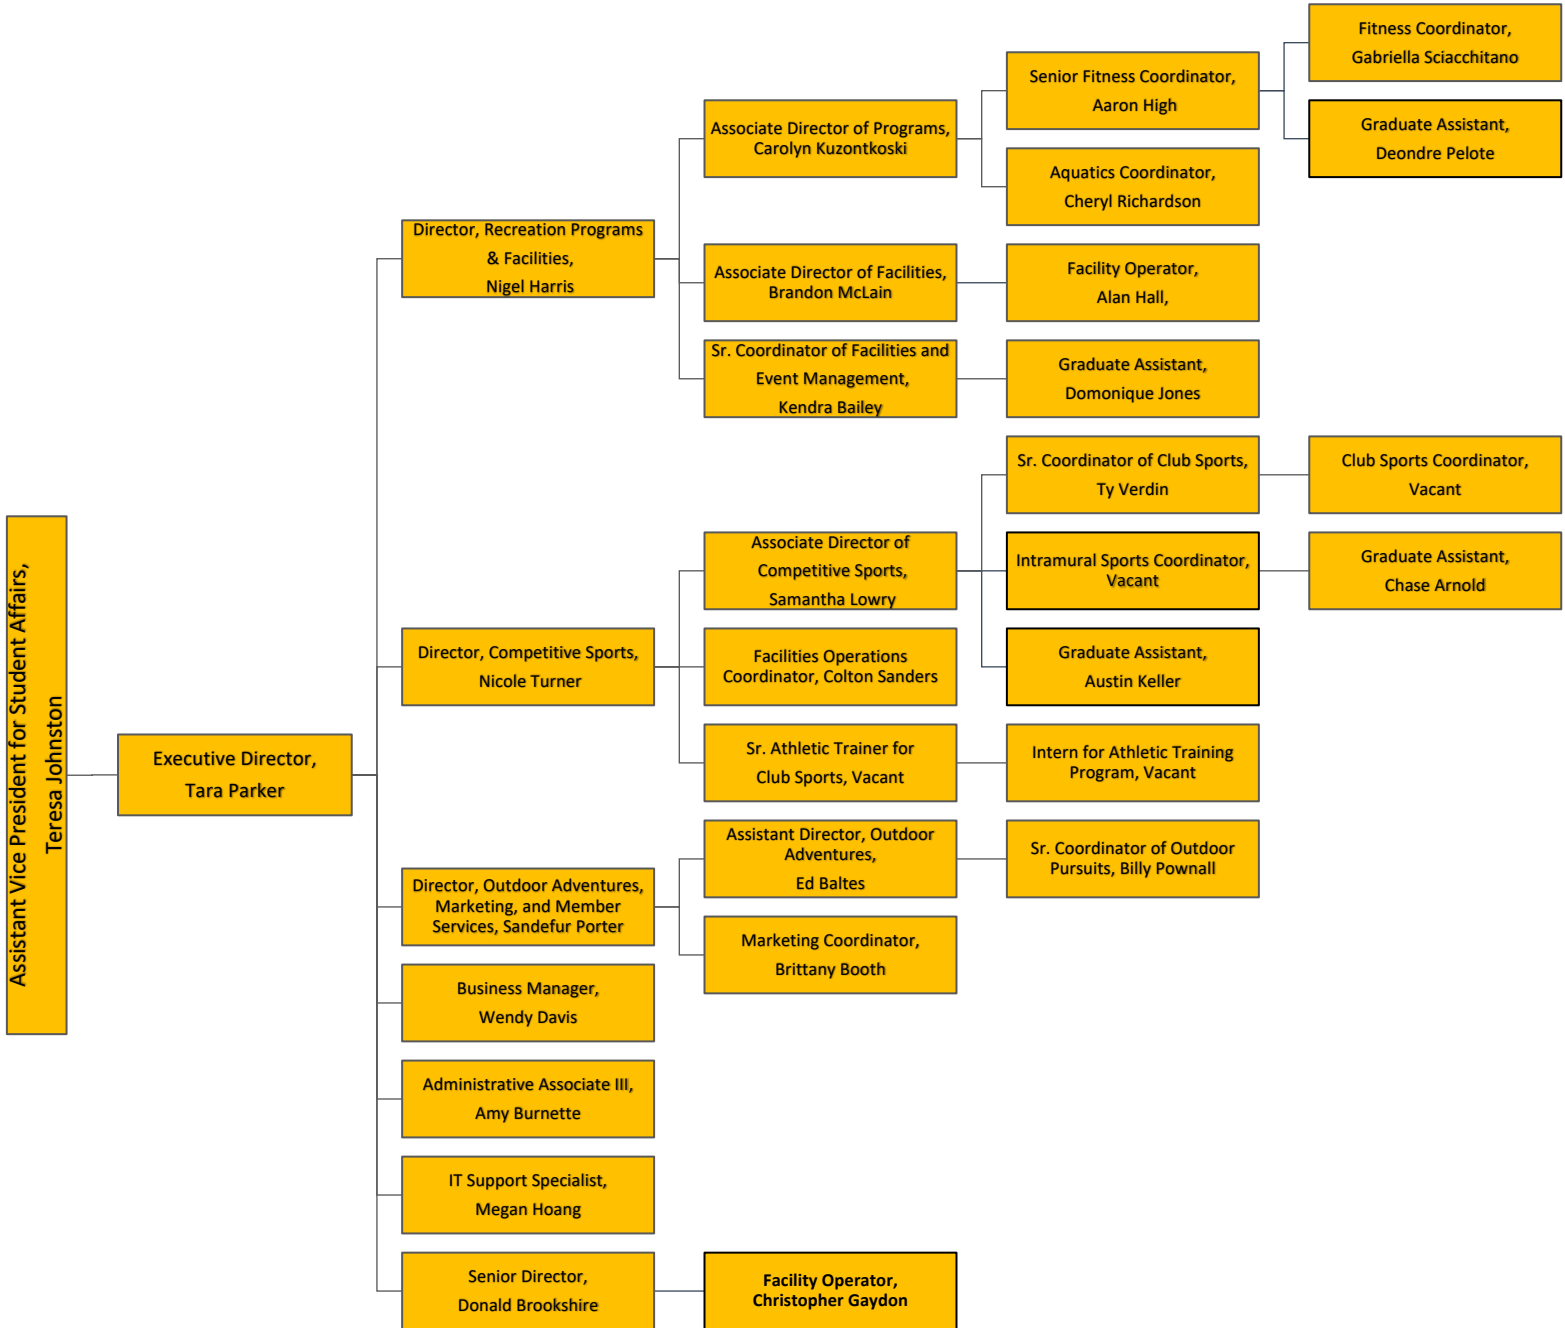 Assistant Vice President for Student Affairs,
Teresa Johnston
Executive Director,
Tara Parker
Director, Recreation Programs
& Facilities,
Nigel Harris
Associate Director of Programs,
Carolyn Kuzontkoski
Senior Fitness Coordinator,
Aaron High
Fitness Coordinator,
Gabriella Sciacchitano
Graduate Assistant,
Deondre Pelote
Aquatics Coordinator,
Cheryl Richardson
Associate Director of Facilities,
Brandon McLain
Facility Operator,
Alan Hall,
Sr. Coordinator of Facilities and
Event Management,
Kendra Bailey
Graduate Assistant,
Domonique Jones
Director, Competitive Sports,
Nicole Turner
Associate Director of
Competitive Sports,
Samantha Lowry
Sr. Coordinator of Club Sports,
Ty Verdin
Club Sports Coordinator,
Vacant
Intramural Sports Coordinator,
Vacant
Graduate Assistant,
Chase Arnold
Graduate Assistant,
Austin Keller
Facilities Operations
Coordinator, Colton Sanders
Sr. Athletic Trainer for
Club Sports, Vacant
Intern for Athletic Training
Program, Vacant
Director, Outdoor Adventures,
Marketing, and Member
Services, Sandefur Porter
Assistant Director, Outdoor
Adventures,
Ed Baltes
Sr. Coordinator of Outdoor
Pursuits, Billy Pownall
Marketing Coordinator,
Brittany Booth
Business Manager,
Wendy Davis
Administrative Associate III,
Amy Burnette
IT Support Specialist,
Megan Hoang
Senior Director,
Donald Brookshire
Facility Operator,
Christopher Gaydon